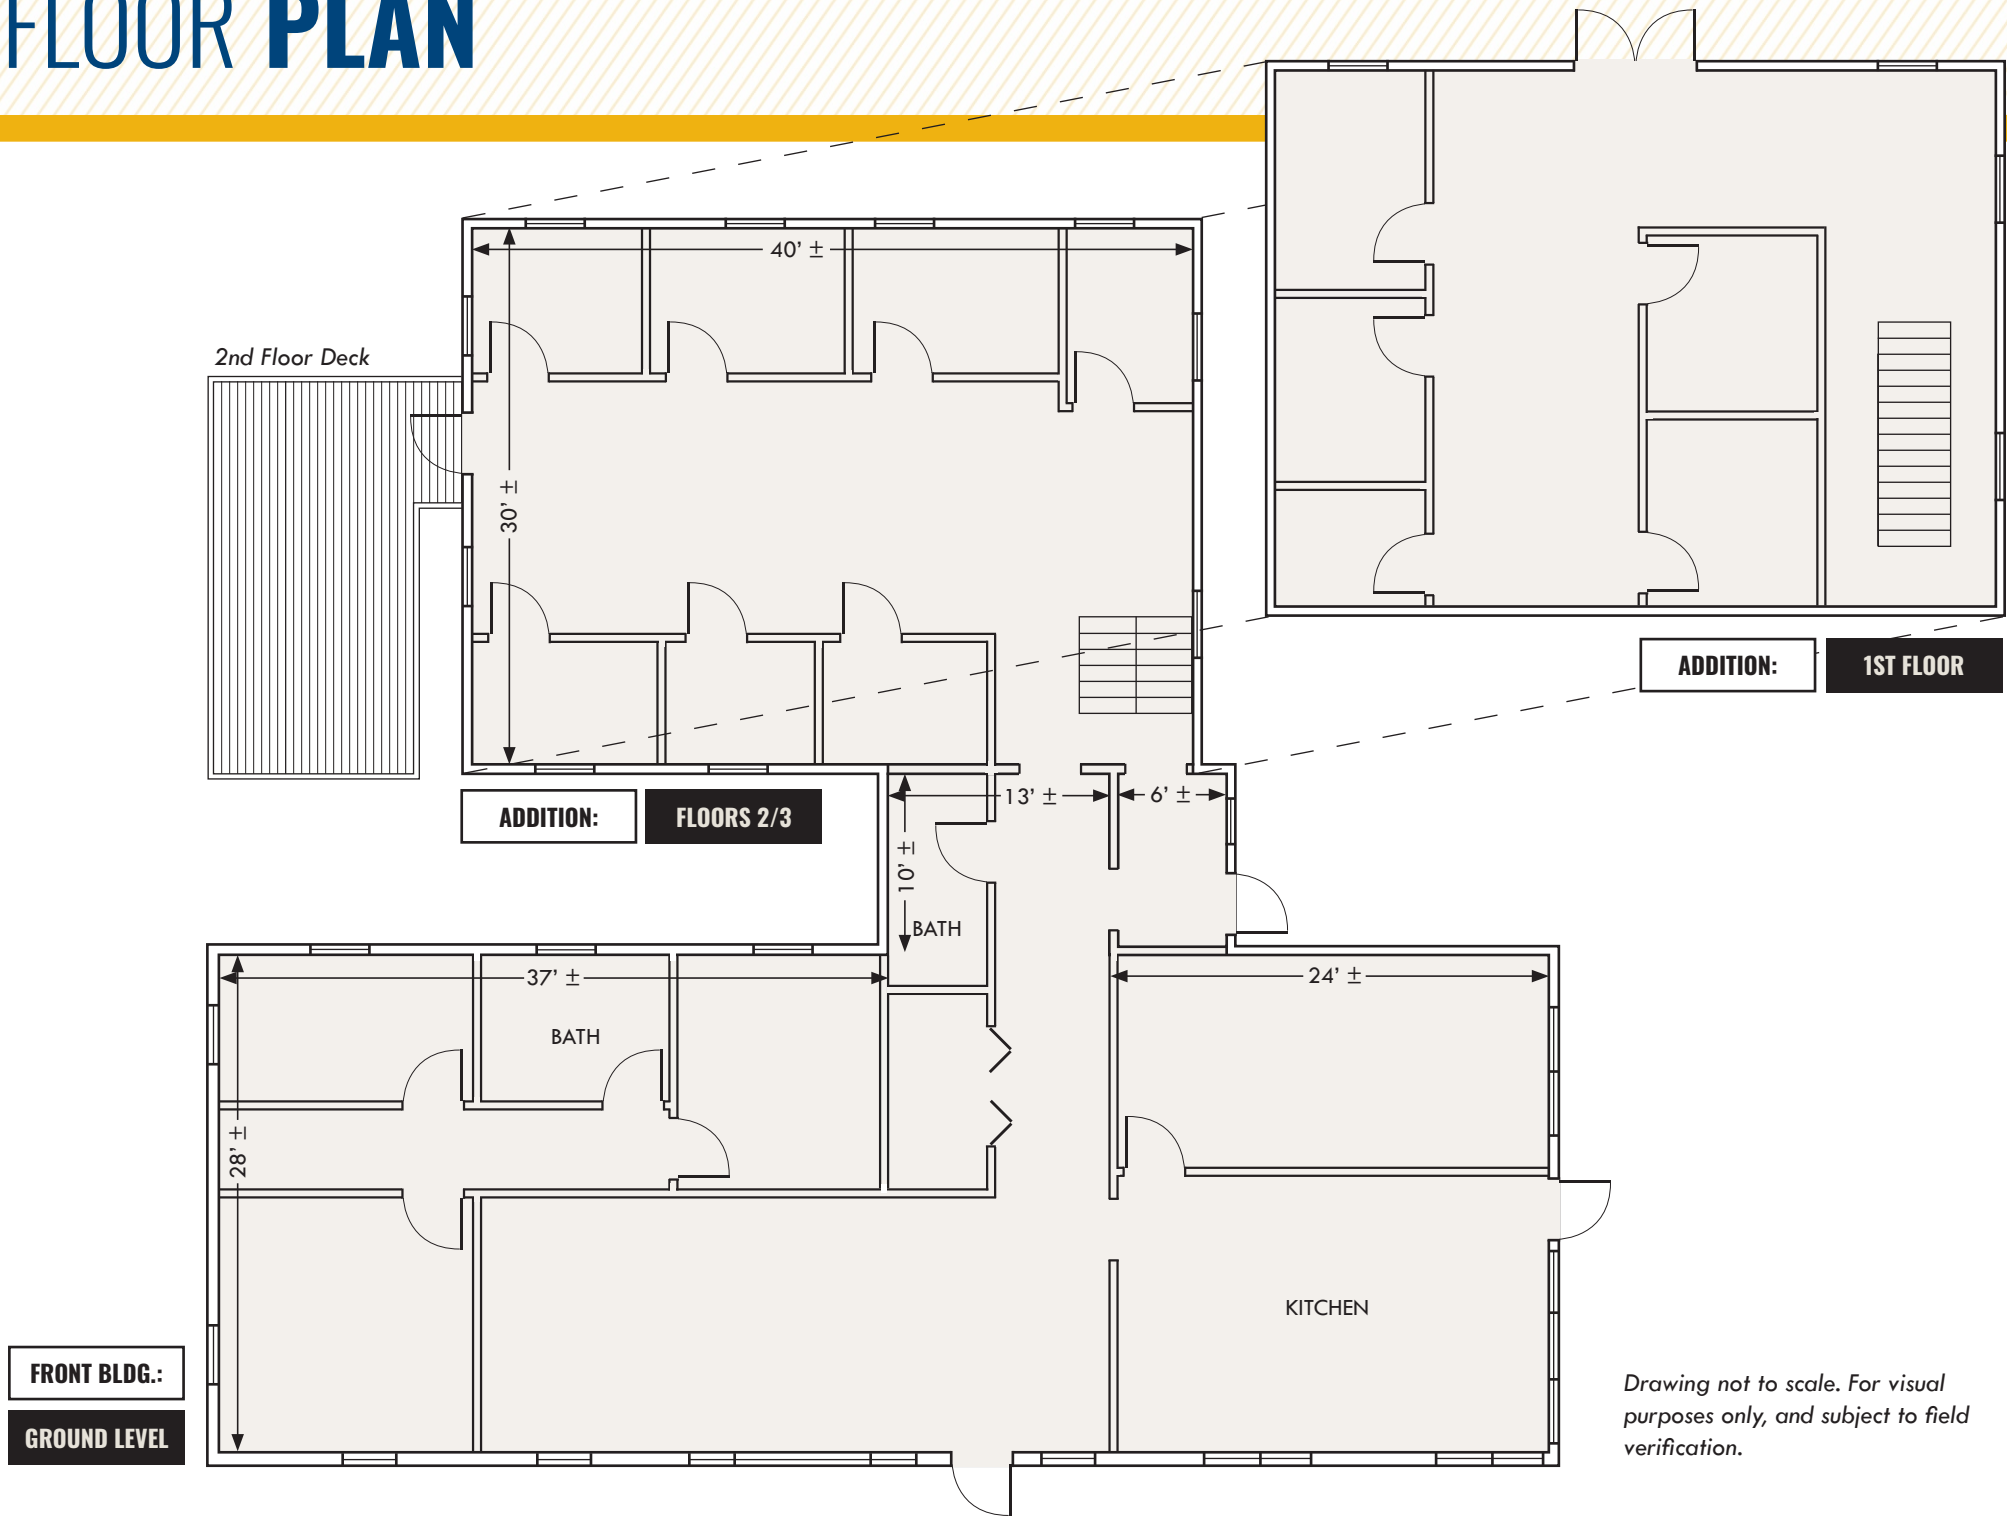 FLOOR PLAN
40’ ±
2nd Floor Deck
30’ ±
ADDITION:
1ST FLOOR
ADDITION:
FLOORS 2/3
13’ ±
6’ ±
10’ ±
BATH
37’ ±
24’ ±
BATH
28’ ±
KITCHEN
FRONT BLDG.:
GROUND LEVEL
Drawing not to scale. For visual
purposes only, and subject to field
verification.